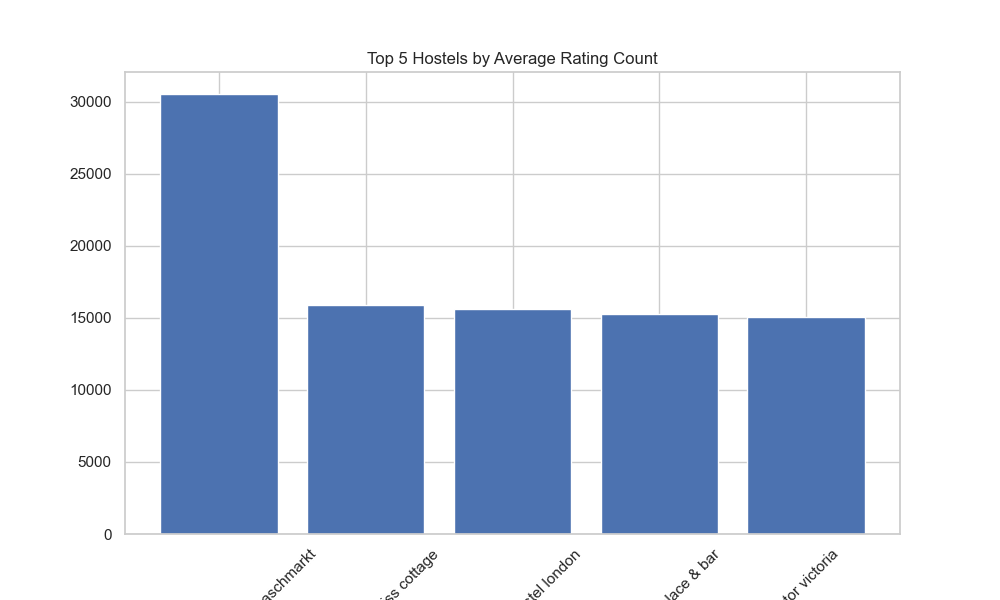 Top 5 Hostels by Average Rating Count
30000
25000
20000
15000
10000
5000
0
aschmarkt
ss cottage
tel london
lace & bar
tor victoria